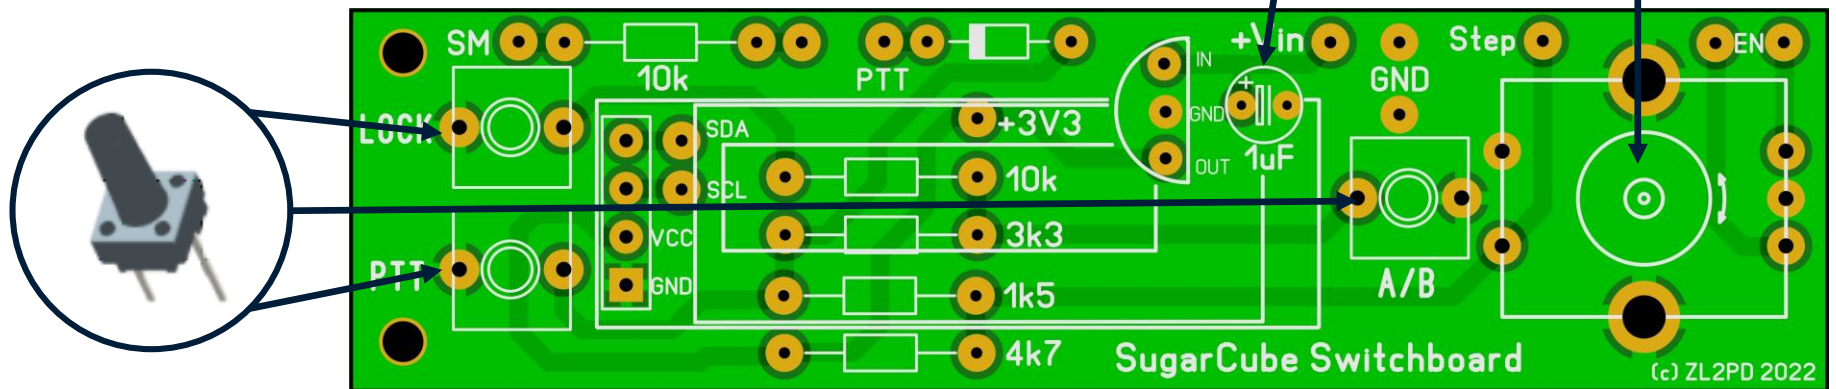 SM
10k
PTT
+Vin
GND
Step
EN
IN
GND
OUT
1uF
+
LOCK
SDA
SCL
VCC
GND
+3V3
10k
3k3
1k5
4k7
PTT
A/B
SugarCube Switchboard
(c) ZL2PD 2022